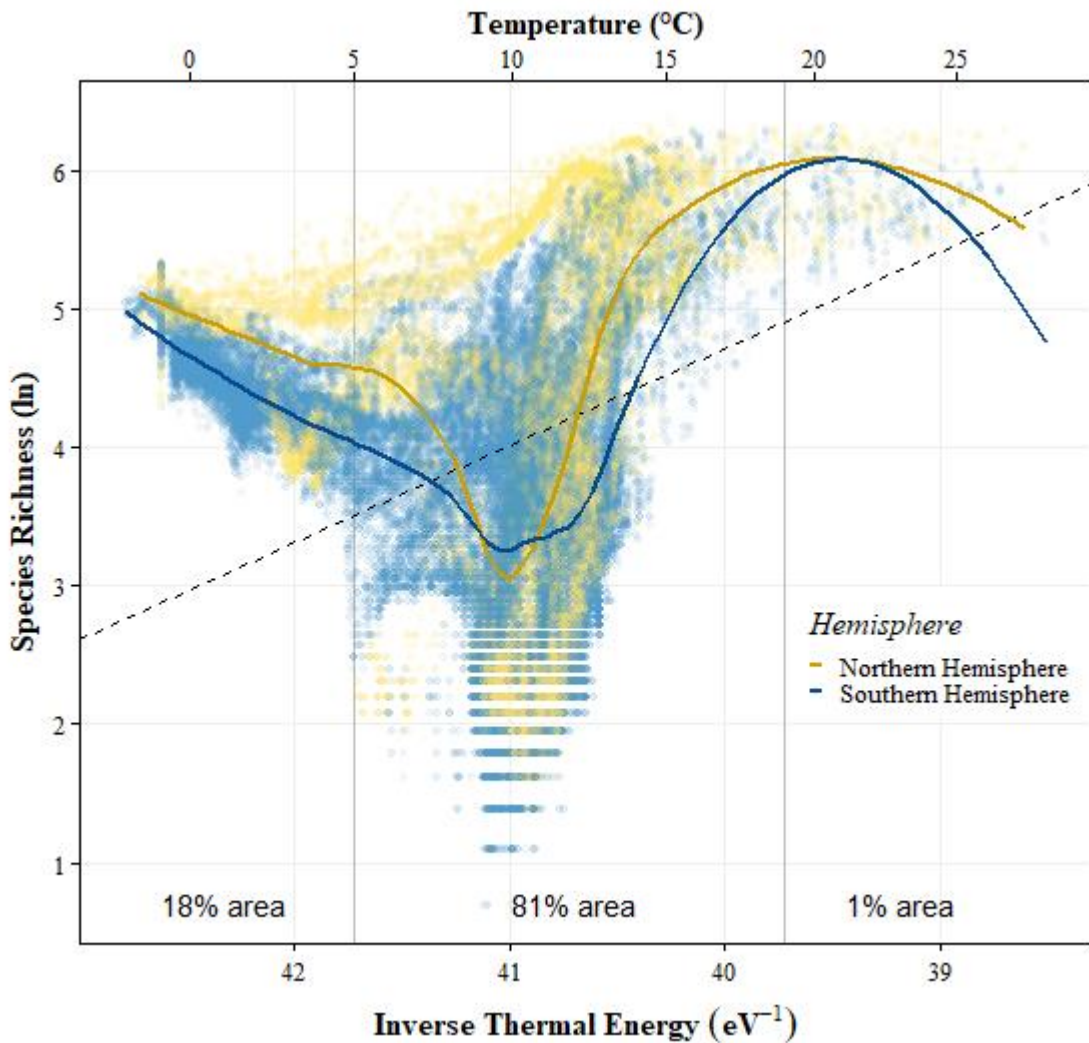 Temperature (°C)
0 5 10 15 20 25
Species Richness (ln)
6
5
4
3
2
1
Hemisphere
Northern Hemisphere
Southern Hemisphere
18% area 81% area 1% area
42 41 40 39
Inverse Thermal Energy (eV⁻¹)